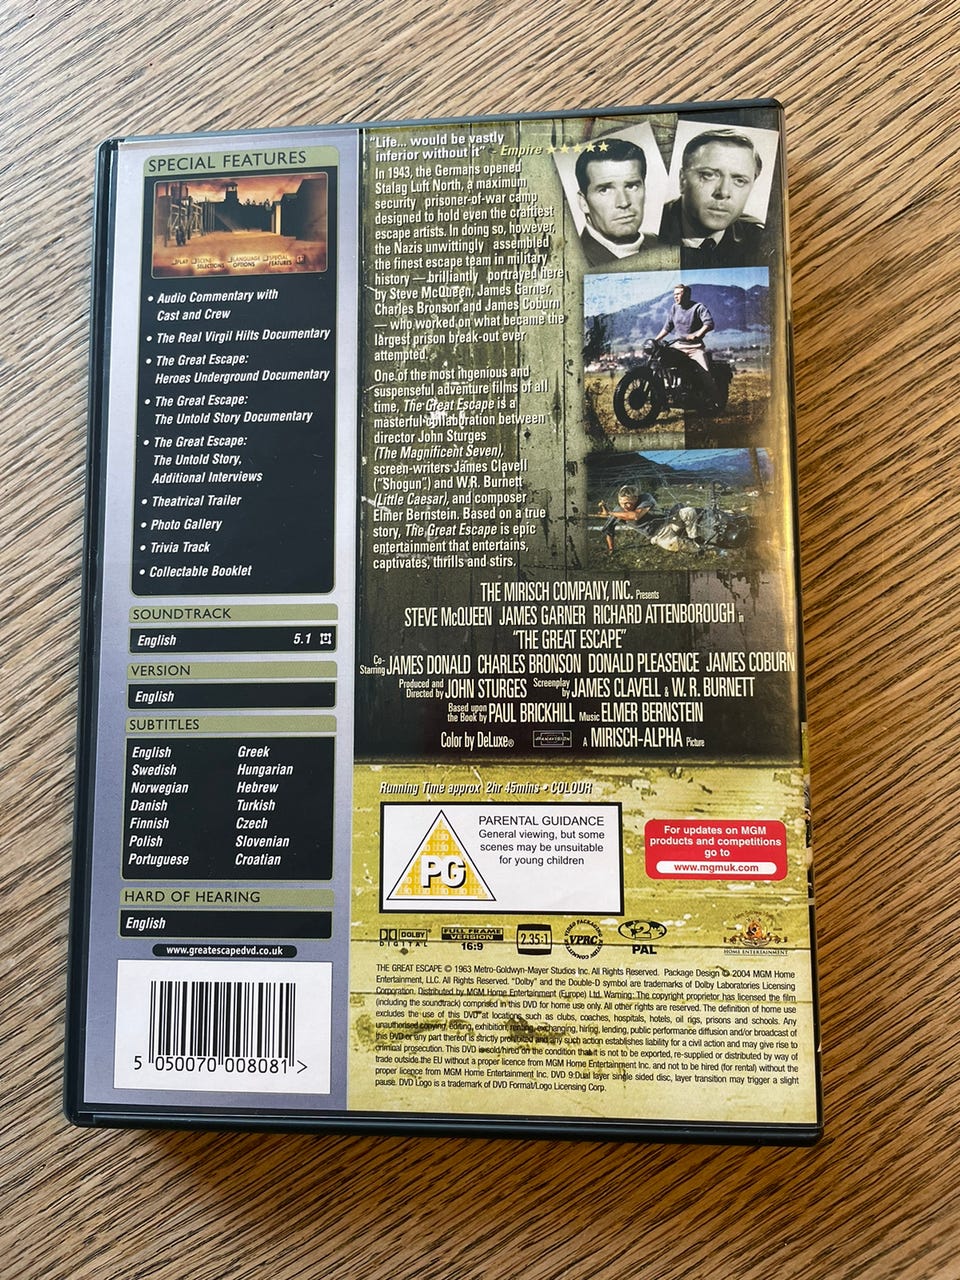 SPECIAL FEATURES
PLAY SCENE SELECTIONS LANGUAGE OPTIONS SPECIAL FEATURES
• Audio Commentary with
Cast and Crew
• The Real Virgil Hilts Documentary
• The Great Escape:
Heroes Underground Documentary
• The Great Escape:
The Untold Story Documentary
• The Great Escape:
The Untold Story,
Additional Interviews
• Theatrical Trailer
• Photo Gallery
• Trivia Track
• Collectable Booklet
SOUNDTRACK
English 5.1
VERSION
English
SUBTITLES
English Greek
Swedish Hungarian
Norwegian Hebrew
Danish Turkish
Finnish Czech
Polish Slovenian
Portuguese Croatian
HARD OF HEARING
English
www.greatescapedvd.co.uk
5 050070 008081 >
"Life... would be vastly
inferior without it" - Empire ★★★★★
In 1943, the Germans opened
Stalag Luft North, a maximum
security prisoner-of-war camp
designed to hold even the craftiest
escape artists. In doing so, however,
the Nazis unwittingly assembled
the finest escape team in military
history — brilliantly portrayed here
by Steve McQueen, James Garner,
Charles Bronson and James Coburn
— who worked on what became the
largest prison break-out ever
attempted.
One of the most ingenious and
suspenseful adventure films of all
time, The Great Escape is a
masterful collaboration between
director John Sturges
(The Magnificent Seven),
screen-writers James Clavell
("Shogun") and W.R. Burnett
(Little Caesar), and composer
Elmer Bernstein. Based on a true
story, The Great Escape is epic
entertainment that entertains,
captivates, thrills and stirs.
THE MIRISCH COMPANY, INC. Presents
STEVE McQUEEN JAMES GARNER RICHARD ATTENBOROUGH in
"THE GREAT ESCAPE"
Co-Starring JAMES DONALD CHARLES BRONSON DONALD PLEASENCE JAMES COBURN
Produced and Directed by JOHN STURGES Screenplay by JAMES CLAVELL & W. R. BURNETT
Based upon the Book by PAUL BRICKHILL Music ELMER BERNSTEIN
Color by DeLuxe® PANAVISION A MIRISCH-ALPHA Picture
Running Time approx 2hr 45mins • COLOUR
PG
PARENTAL GUIDANCE
General viewing, but some
scenes may be unsuitable
for young children
For updates on MGM
products and competitions
go to
www.mgmuk.com
DOLBY
DIGITAL
FULL FRAME
VERSION
16:9
2.35:1
VIDEO PACKAGING
VPRC
2
PAL
HOME ENTERTAINMENT
THE GREAT ESCAPE © 1963 Metro-Goldwyn-Mayer Studios Inc. All Rights Reserved. Package Design © 2004 MGM Home
Entertainment, LLC. All Rights Reserved. "Dolby" and the Double-D symbol are trademarks of Dolby Laboratories Licensing
Corporation. Distributed by MGM Home Entertainment (Europe) Ltd. Warning: The copyright proprietor has licensed the film
(including the soundtrack) comprised in this DVD for home use only. All other rights are reserved. The definition of home use
excludes the use of this DVD at locations, such as clubs, coaches, hospitals, hotels, oil rigs, prisons and schools. Any
unauthorised copying, editing, exhibition, renting, exchanging, hiring, lending, public performance diffusion and/or broadcast of
this DVD or any part thereof is strictly prohibited and any such action establishes liability for a civil action and may give rise to
criminal prosecution. This DVD is sold/hired on the condition that it is not to be exported, re-supplied or distributed by way of
trade outside the EU without a proper licence from MGM Home Entertainment Inc. and not to be hired (for rental) without the
proper licence from MGM Home Entertainment Inc. DVD 9:Dual layer single sided disc, layer transition may trigger a slight
pause. DVD Logo is a trademark of DVD Format/Logo Licensing Corp.